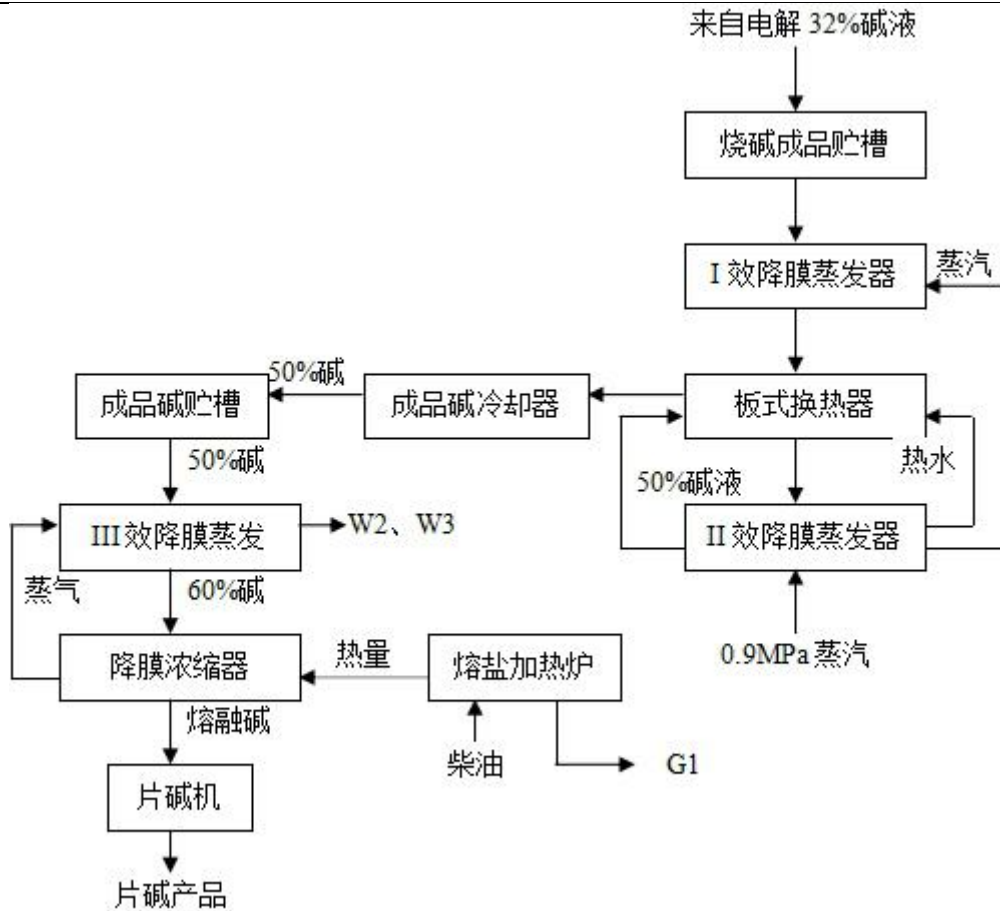 来自电解 32%碱液
烧碱成品贮槽
I 效降膜蒸发器
蒸汽
50%碱
成品碱贮槽
成品碱冷却器
板式换热器
50%碱
热水
50%碱液
III 效降膜蒸发
W2、W3
II 效降膜蒸发器
蒸气
60%碱
0.9MPa 蒸汽
降膜浓缩器
热量
熔盐加热炉
熔融碱
柴油
G1
片碱机
片碱产品